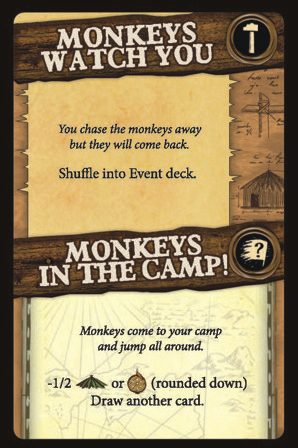 MONKEYS
WATCH YOU
You chase the monkeys away
but they will come back.
Shuffle into Event deck.
MONKEYS
IN THE CAMP!
?
Monkeys come to your camp
and jump all around.
-1/2 or (rounded down)
Draw another card.